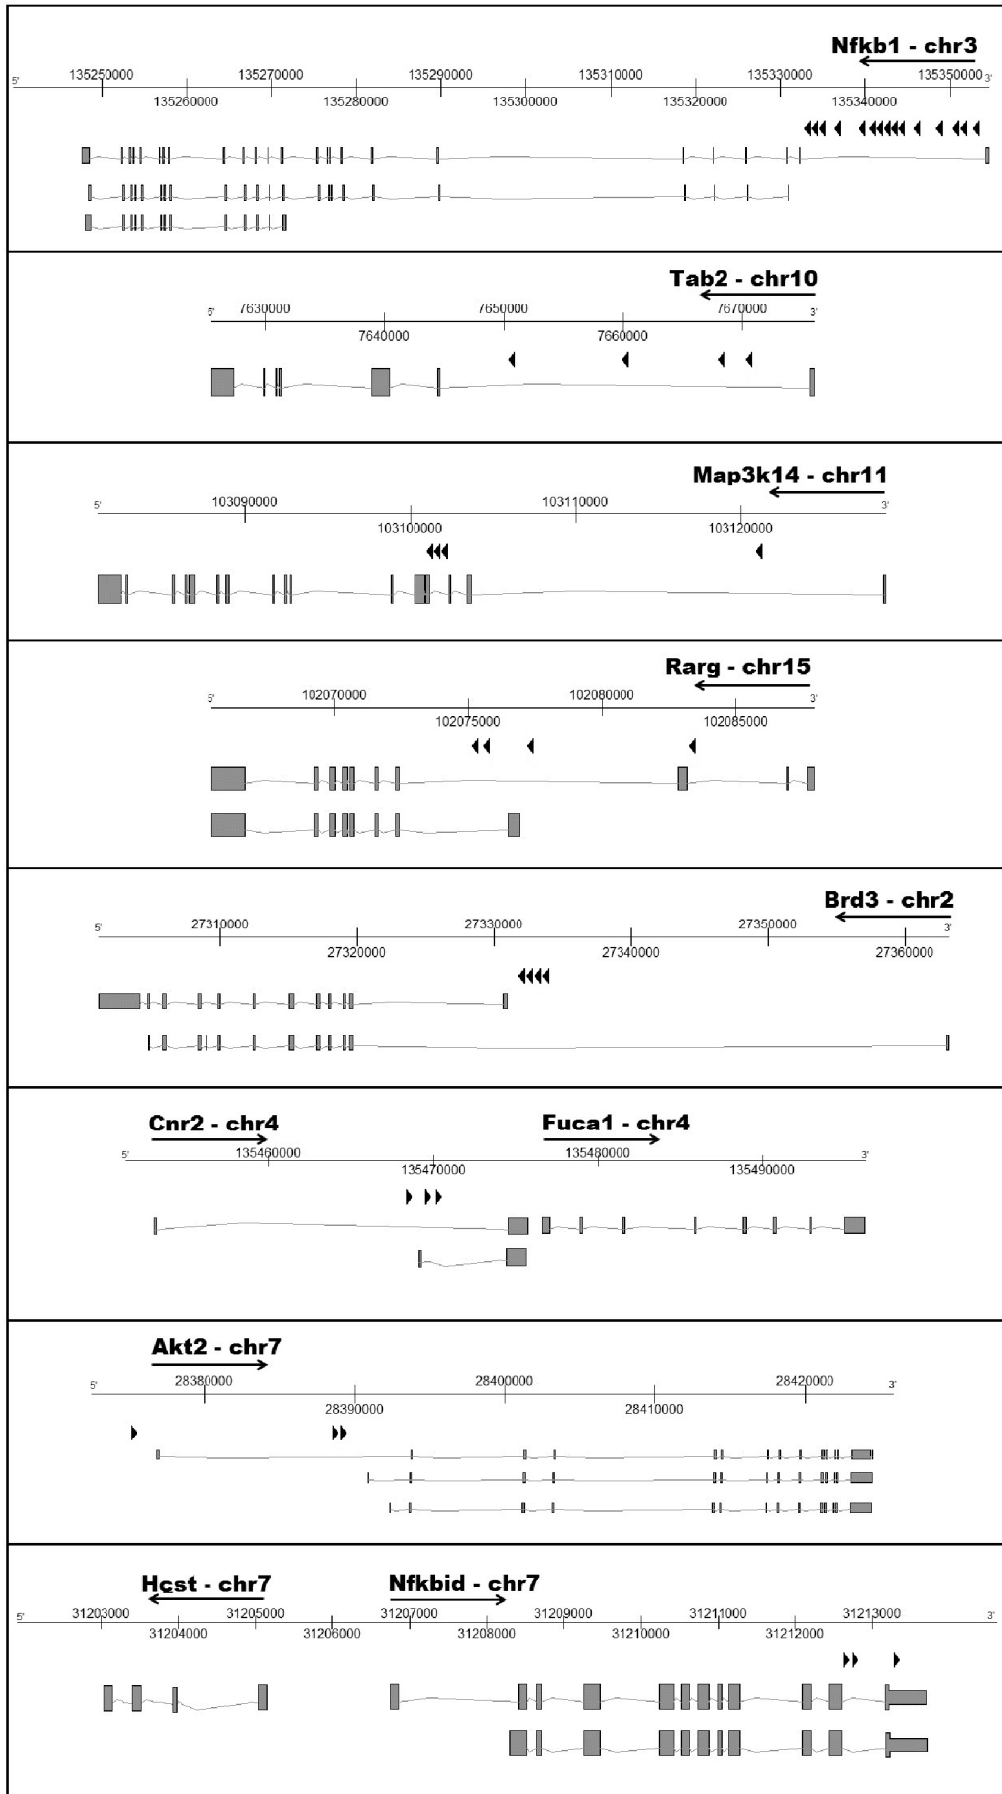 Nfkb1 - chr3
135250000 135270000 135290000 135310000 135330000 135350000
5' 3'
135260000 135280000 135300000 135320000 135340000
Tab2 - chr10
7630000 7650000 7670000
5' 3'
7640000 7660000
Map3k14 - chr11
5' 103090000 103110000 3'
103100000 103120000
Rarg - chr15
5' 102070000 102080000 3'
102075000 102085000
Brd3 - chr2
5' 27310000 27330000 27350000 3'
27320000 27340000 27360000
Cnr2 - chr4 Fuca1 - chr4
5' 135460000 135480000 3'
135470000 135490000
Akt2 - chr7
5' 28380000 28400000 28420000 3'
28390000 28410000
Hcst - chr7 Nfkbid - chr7
5' 31203000 31205000 31207000 31209000 31211000 31213000 3'
31204000 31206000 31208000 31210000 31212000